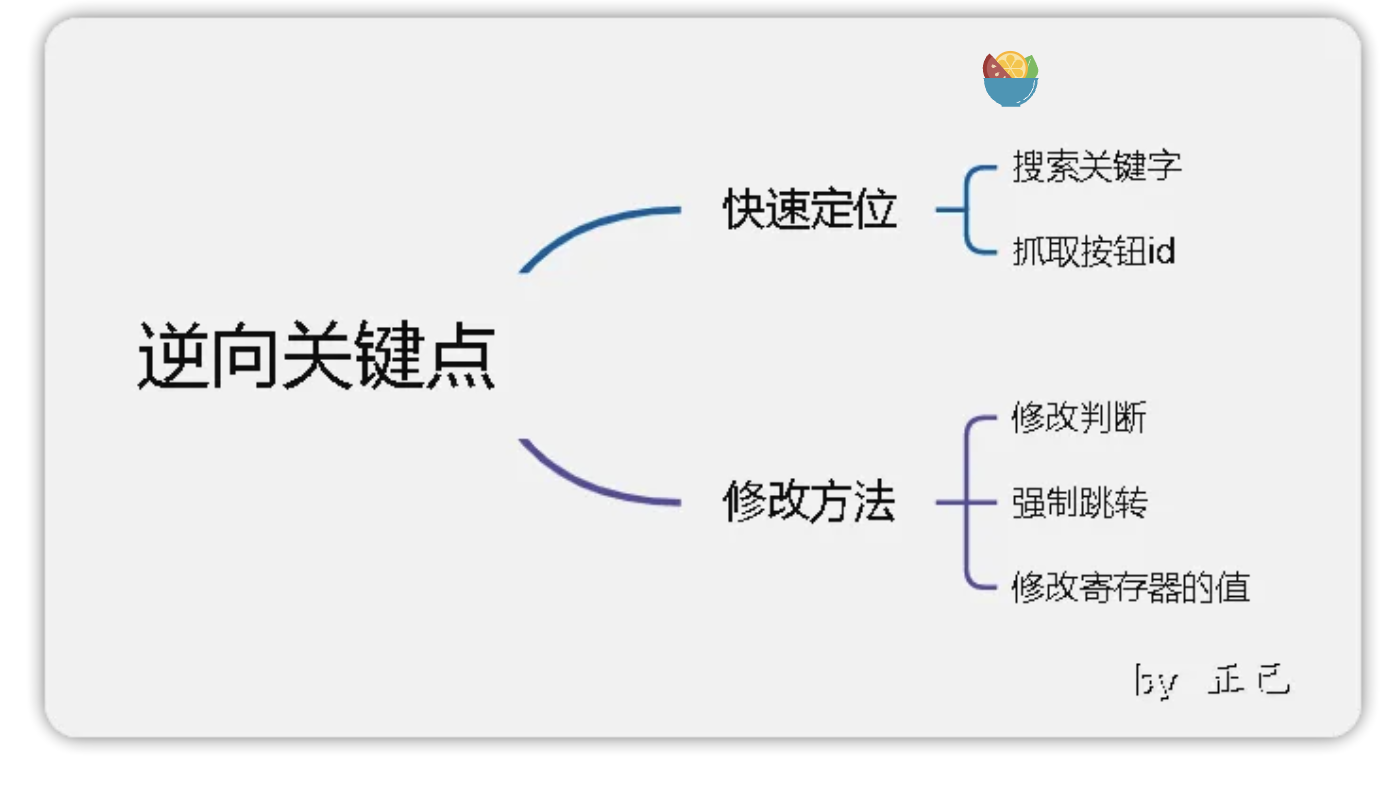 逆向关键点
快速定位
搜索关键字
抓取按钮id
修改方法
修改判断
强制跳转
修改寄存器的值
by 正己